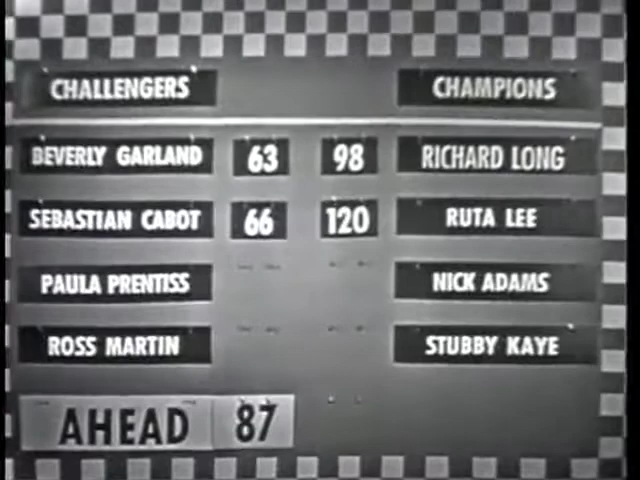 CHALLENGERS CHAMPIONS
BEVERLY GARLAND 63 98 RICHARD LONG
SEBASTIAN CABOT 66 120 RUTA LEE
PAULA PRENTISS NICK ADAMS
ROSS MARTIN STUBBY KAYE
AHEAD 87